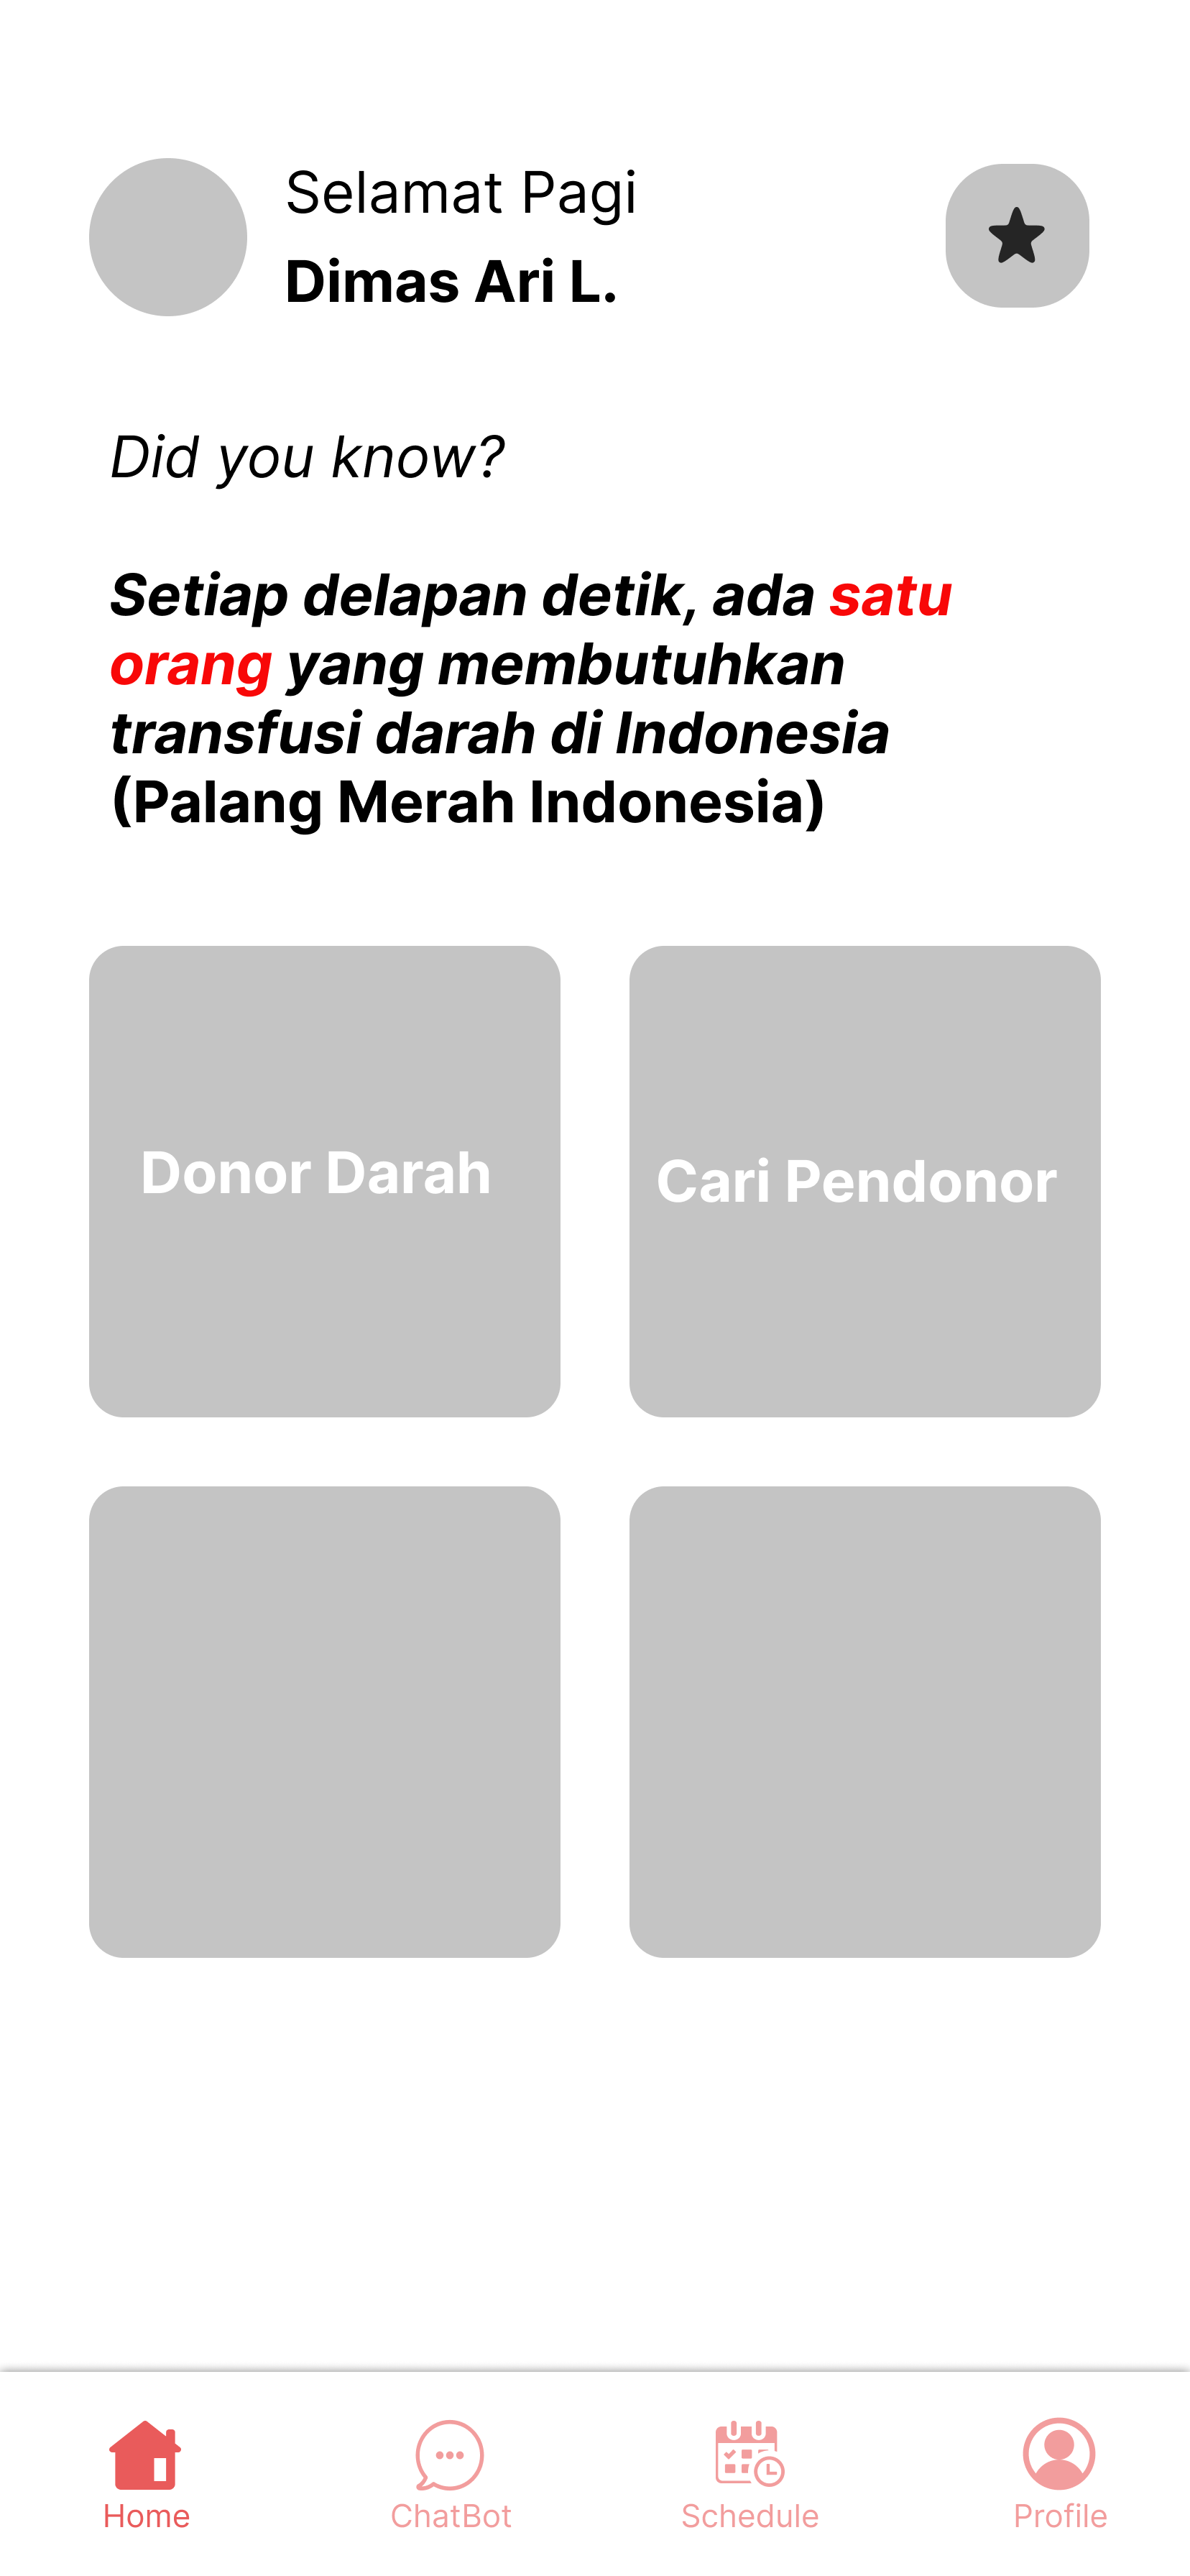 Selamat Pagi
Dimas Ari L.
Did you know?
Setiap delapan detik, ada satu
orang yang membutuhkan
transfusi darah di Indonesia
(Palang Merah Indonesia)
Donor Darah
Cari Pendonor
Home
ChatBot
Schedule
Profile